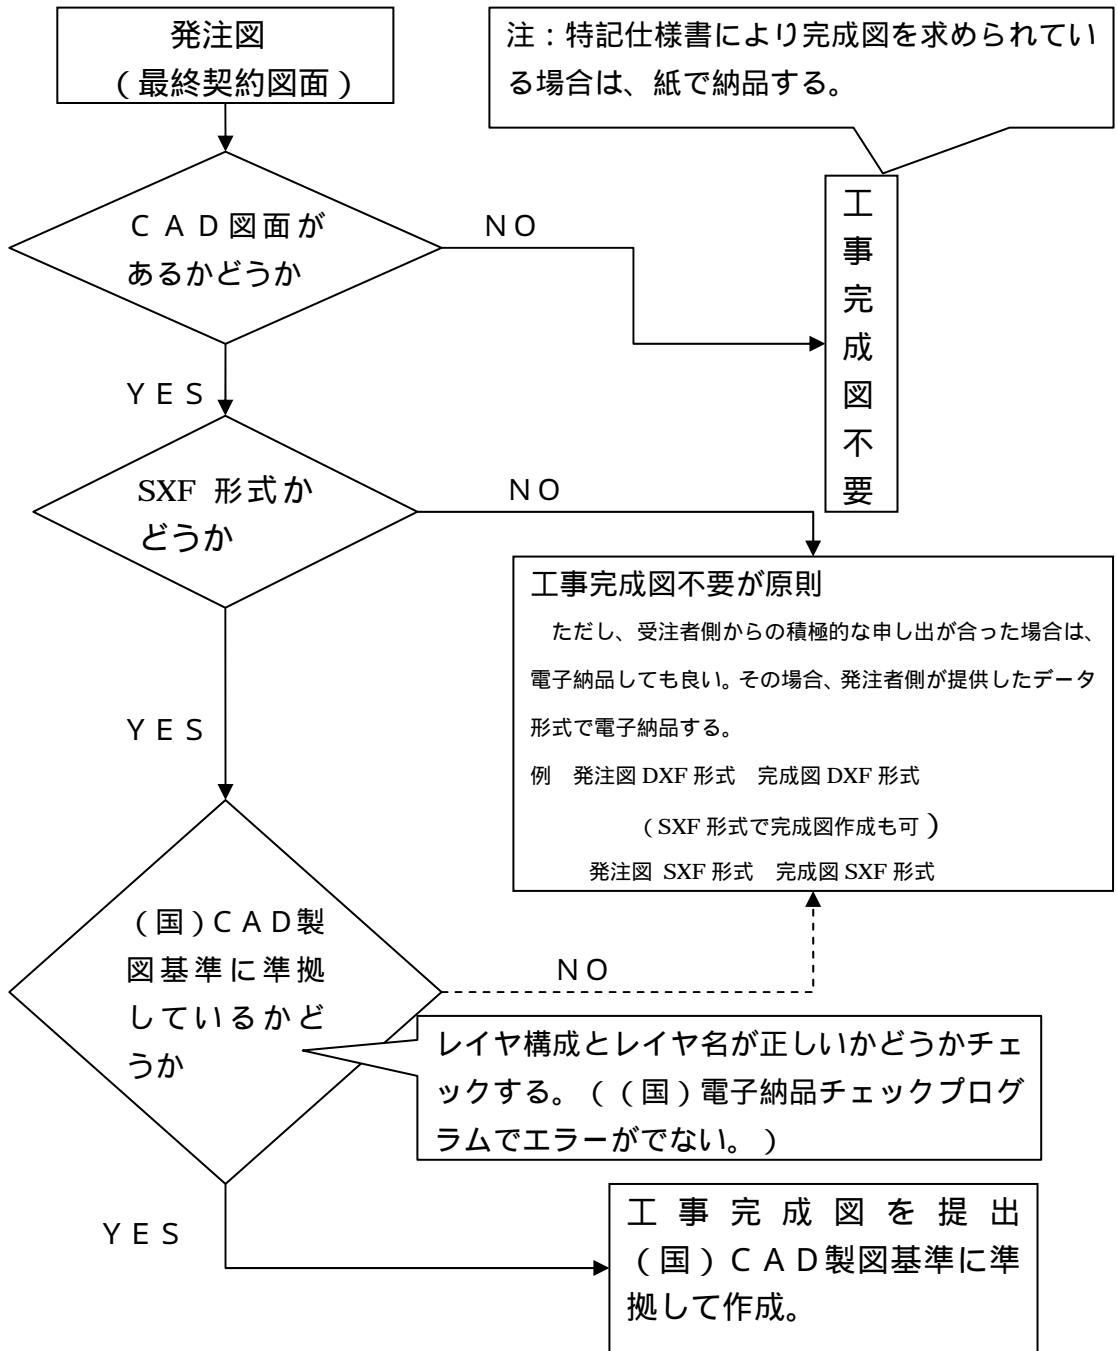 発注図
（最終契約図面）
注：特記仕様書により完成図を求められてい
る場合は、紙で納品する。
ＣＡＤ図面が
あるかどうか
ＮＯ
工事完成図不要
ＹＥＳ
SXF 形式か
どうか
ＮＯ
工事完成図不要が原則
ただし、受注者側からの積極的な申し出が合った場合は、
電子納品しても良い。その場合、発注者側が提供したデータ
形式で電子納品する。
例　発注図 DXF 形式　完成図 DXF 形式
（SXF 形式で完成図作成も可）
発注図 SXF 形式　完成図 SXF 形式
ＹＥＳ
（国）ＣＡＤ製
図基準に準拠
しているかど
うか
ＮＯ
レイヤ構成とレイヤ名が正しいかどうかチェ
ックする。（（国）電子納品チェックプログ
ラムでエラーがでない。）
ＹＥＳ
工事完成図を提出
（国）ＣＡＤ製図基準に準
拠して作成。